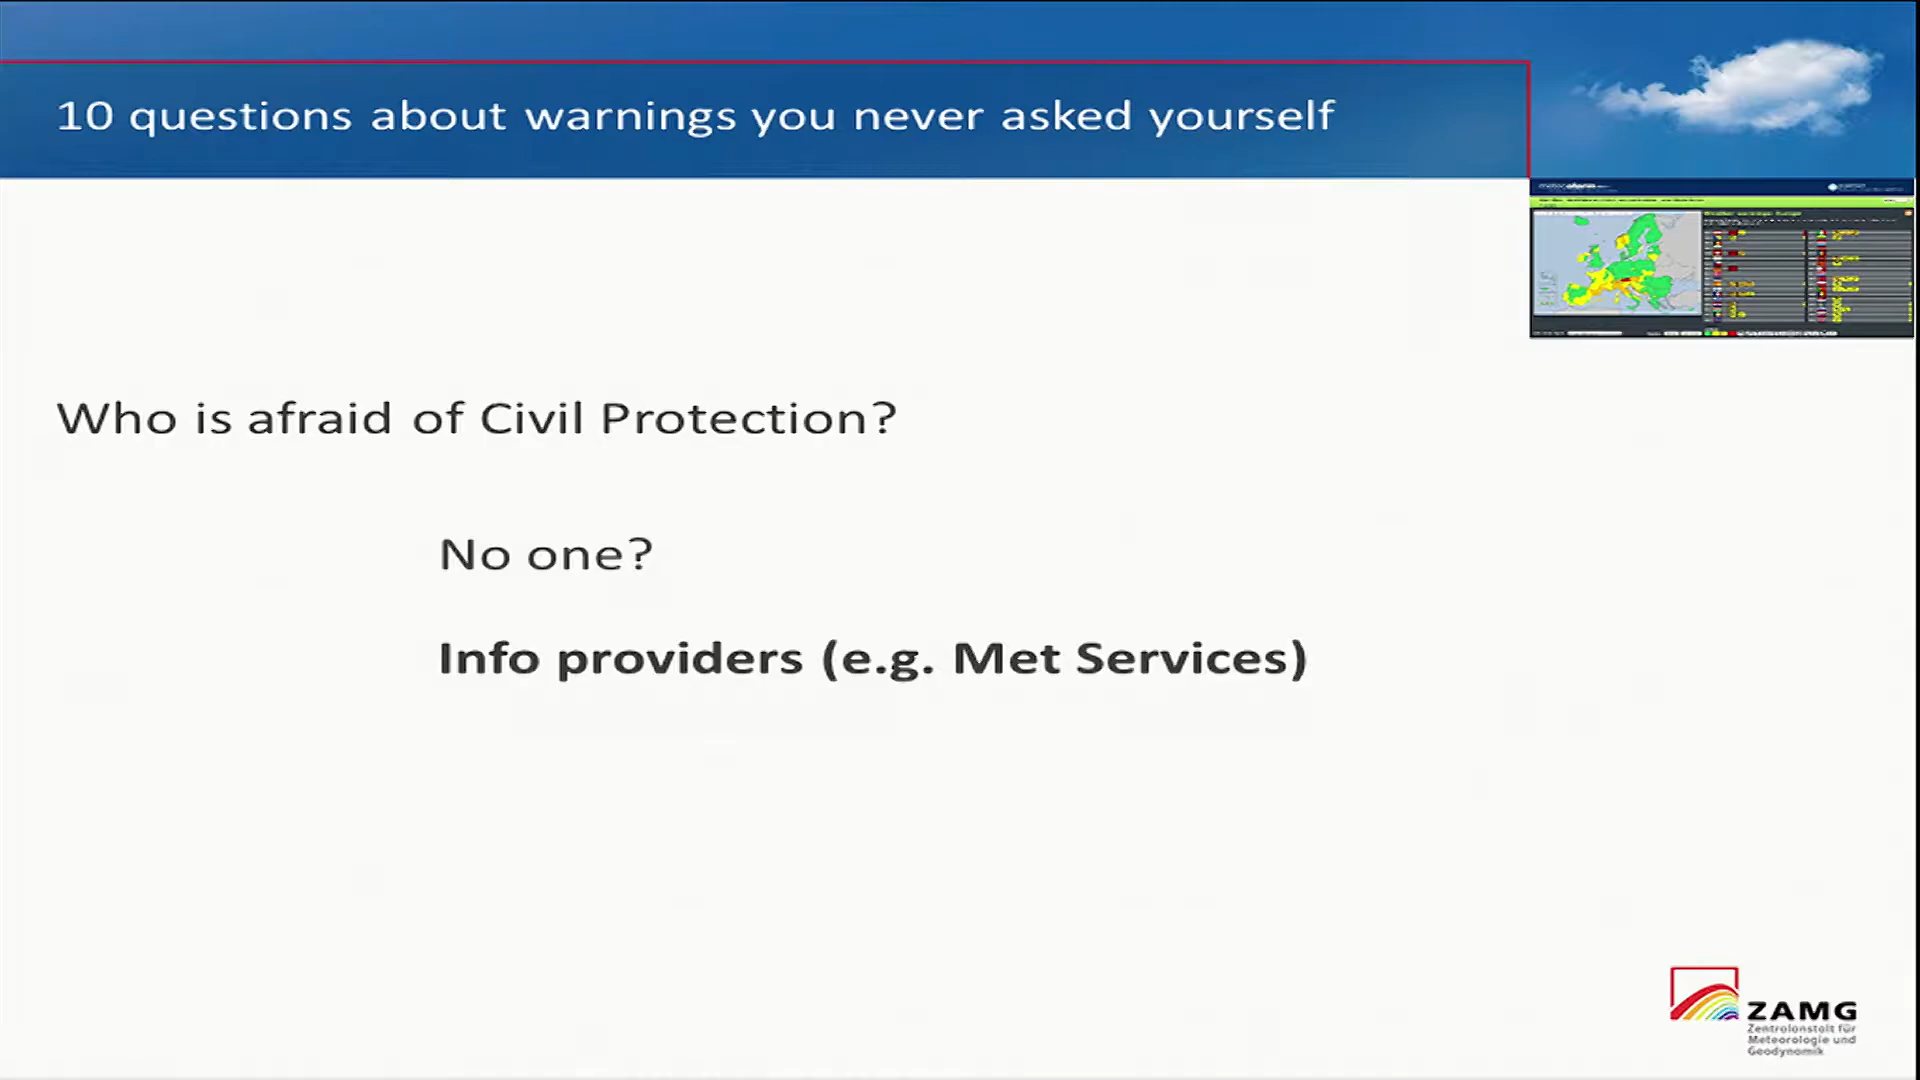 10 questions about warnings you never asked yourself
Who is afraid of Civil Protection?
No one?
Info providers (e.g. Met Services)
ZAMG
Zentralanstalt für
Meteorologie und
Geodynamik